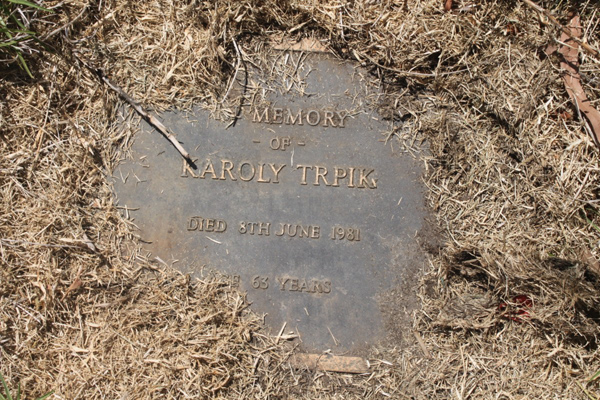 MEMORY
- OF -
KAROLY TRPIK
DIED 8TH JUNE 1981
63 YEARS